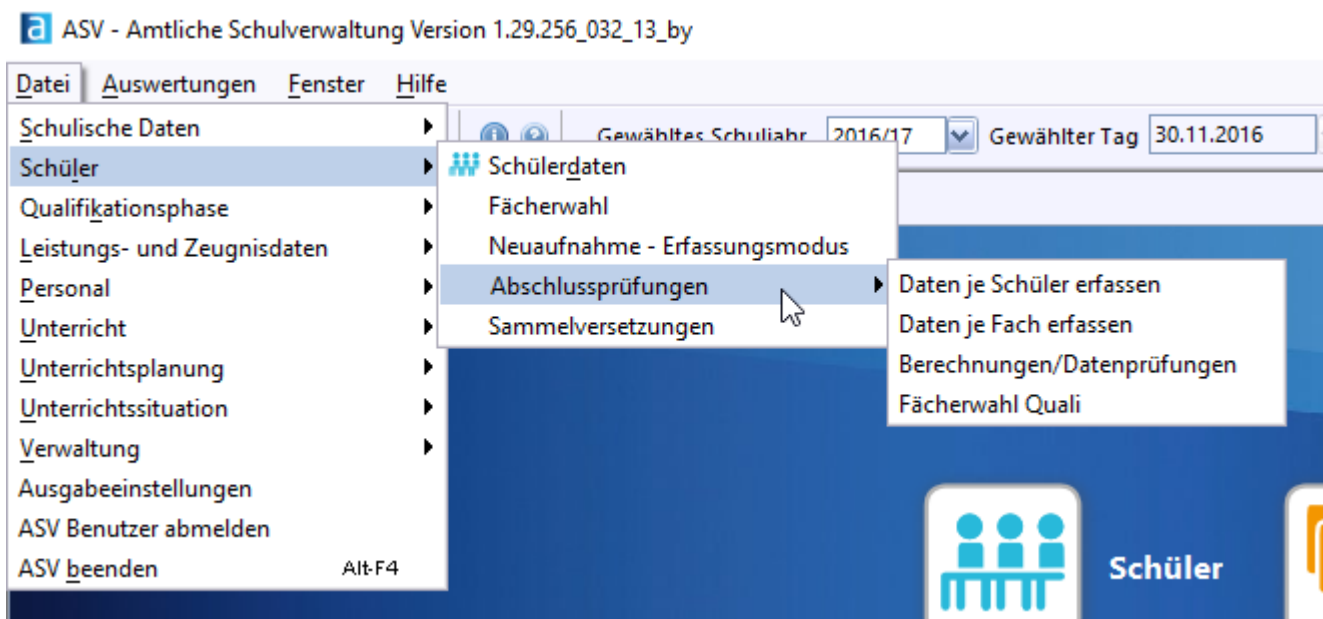 ASV - Amtliche Schulverwaltung Version 1.29.256_032_13_by
Datei Auswertungen Fenster Hilfe
Gewähltes Schuljahr 2016/17 Gewählter Tag 30.11.2016
Schulische Daten
Schüler
Qualifikationsphase
Leistungs- und Zeugnisdaten
Personal
Unterricht
Unterrichtsplanung
Unterrichtssituation
Verwaltung
Ausgabeeinstellungen
ASV Benutzer abmelden
ASV beenden Alt-F4
Schülerdaten
Fächerwahl
Neuaufnahme - Erfassungsmodus
Abschlussprüfungen
Sammelversetzungen
Daten je Schüler erfassen
Daten je Fach erfassen
Berechnungen/Datenprüfungen
Fächerwahl Quali
Schüler